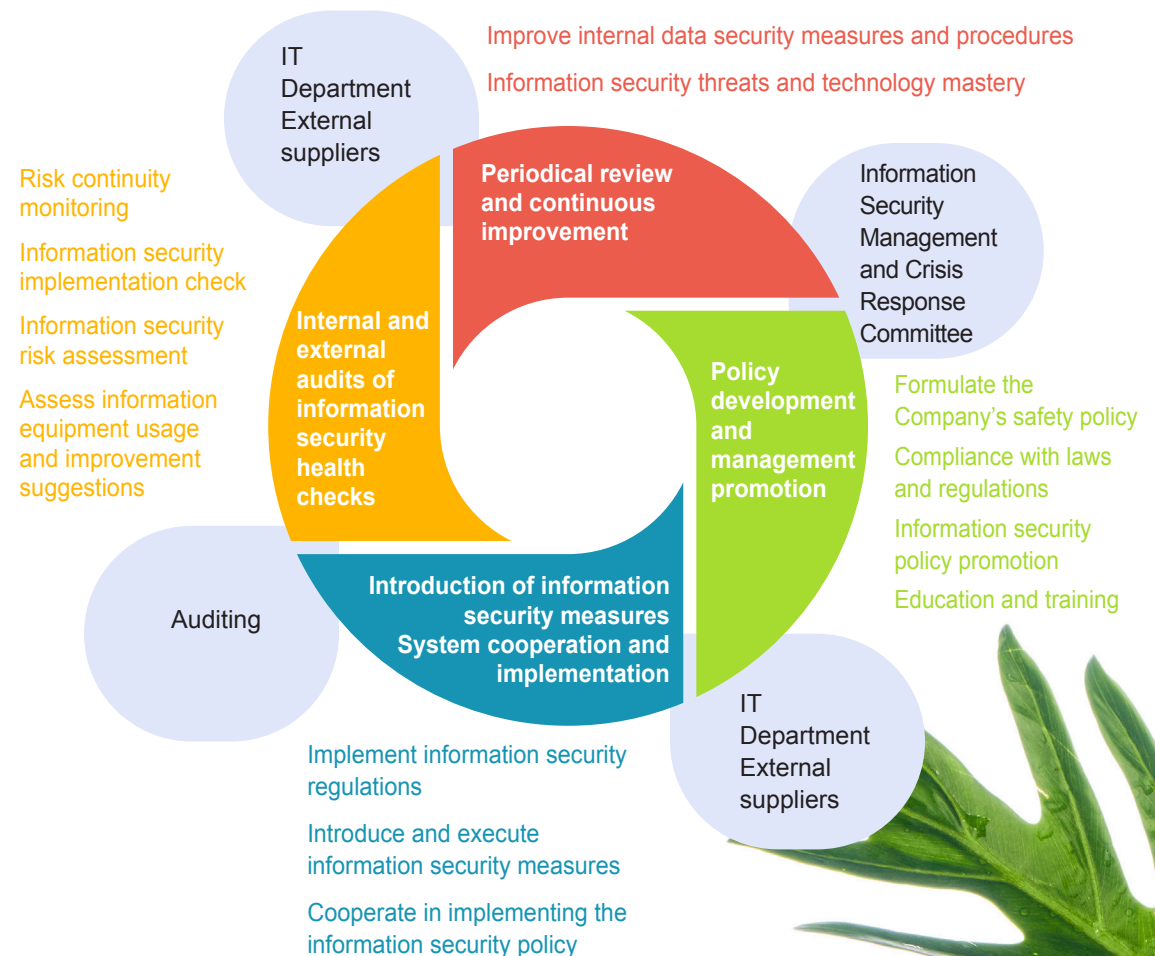 IT
Department
External
suppliers
Improve internal data security measures and procedures
Information security threats and technology mastery
Periodical review
and continuous
improvement
Information
Security
Management
and Crisis
Response
Committee
Policy
development
and
management
promotion
Formulate the
Company’s safety policy
Compliance with laws
and regulations
Information security
policy promotion
Education and training
IT
Department
External
suppliers
Introduction of information
security measures
System cooperation and
implementation
Implement information security
regulations
Introduce and execute
information security measures
Cooperate in implementing the
information security policy
Auditing
Internal and
external
audits of
information
security
health
checks
Risk continuity
monitoring
Information security
implementation check
Information security
risk assessment
Assess information
equipment usage
and improvement
suggestions